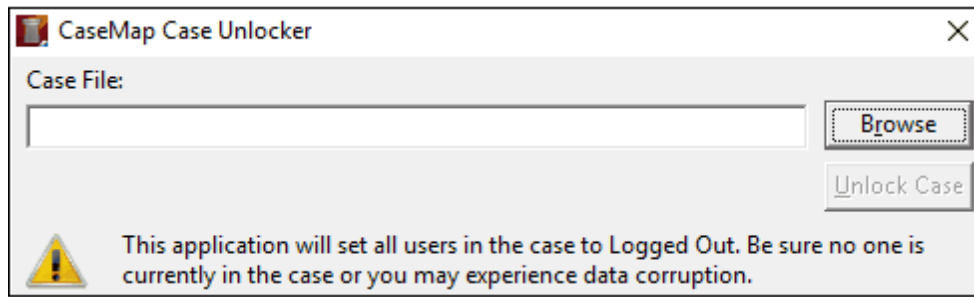 CaseMap Case Unlocker
Case File:
Browse
Unlock Case
This application will set all users in the case to Logged Out. Be sure no one is
currently in the case or you may experience data corruption.